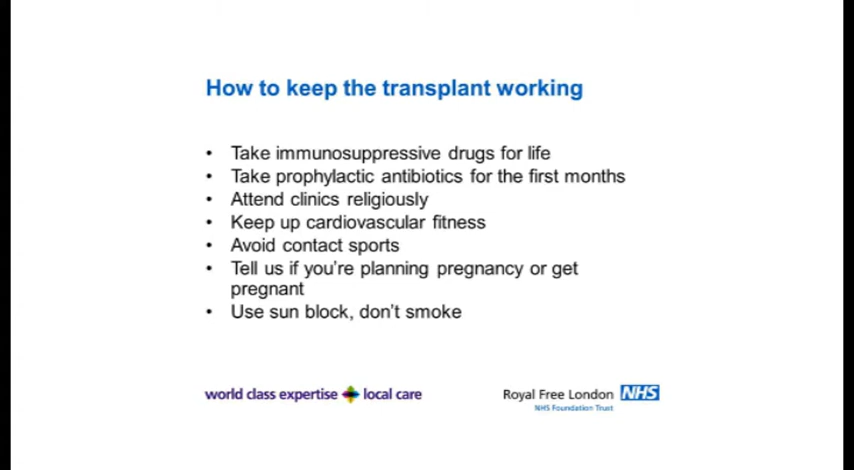 How to keep the transplant working
• Take immunosuppressive drugs for life
• Take prophylactic antibiotics for the first months
• Attend clinics religiously
• Keep up cardiovascular fitness
• Avoid contact sports
• Tell us if you're planning pregnancy or get
pregnant
• Use sun block, don't smoke
world class expertise local care
Royal Free London NHS
NHS Foundation Trust